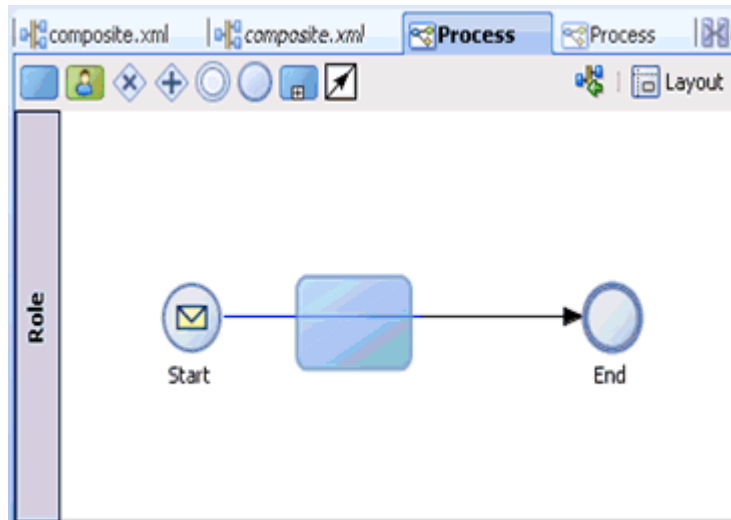 composite.xml composite.xml Process Process
Layout
Role
Start
End